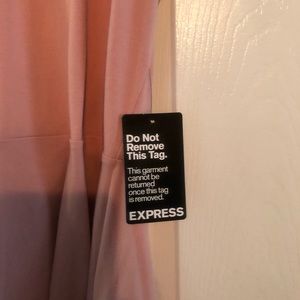 Do Not
Remove
This Tag.
This garment
cannot be
returned
once this tag
is removed.
EXPRESS